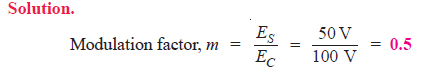 Solution.
Modulation factor, m = E_S / E_C = 50 V / 100 V = 0.5